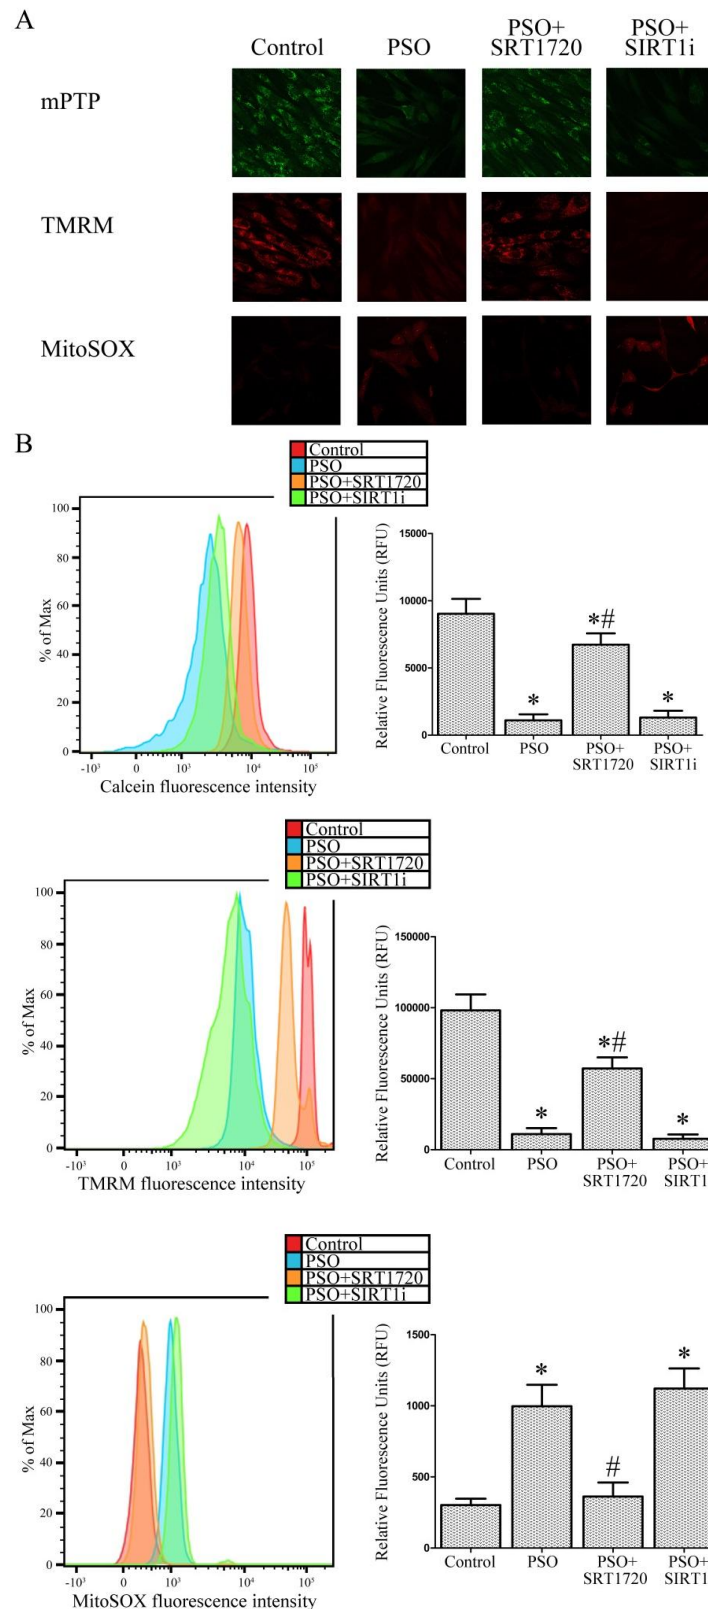 A
Control
PSO
PSO+
SRT1720
PSO+
SIRT1i
mPTP
TMRM
MitoSOX
B
Control
PSO
PSO+SRT1720
PSO+SIRT1i
% of Max
100
80
60
40
20
0
-10³ 0 10³ 10⁴ 10⁵
Calcein fluorescence intensity
Relative Fluorescence Units (RFU)
15000
10000
5000
0
*
*#
*
Control
PSO
PSO+
SRT1720
PSO+
SIRT1i
Control
PSO
PSO+SRT1720
PSO+SIRT1i
% of Max
100
80
60
40
20
0
-10³ 0 10³ 10⁴ 10⁵
TMRM fluorescence intensity
Relative Fluorescence Units (RFU)
150000
100000
50000
0
*
*#
*
Control
PSO
PSO+
SRT1720
PSO+
SIRT1
Control
PSO
PSO+SRT1720
PSO+SIRT1i
% of Max
100
80
60
40
20
0
-10³ 0 10³ 10⁴ 10⁵
MitoSOX fluorescence intensity
Relative Fluorescence Units (RFU)
1500
1000
500
0
*
#
*
Control
PSO
PSO+
SRT1720
PSO+
SIRT1